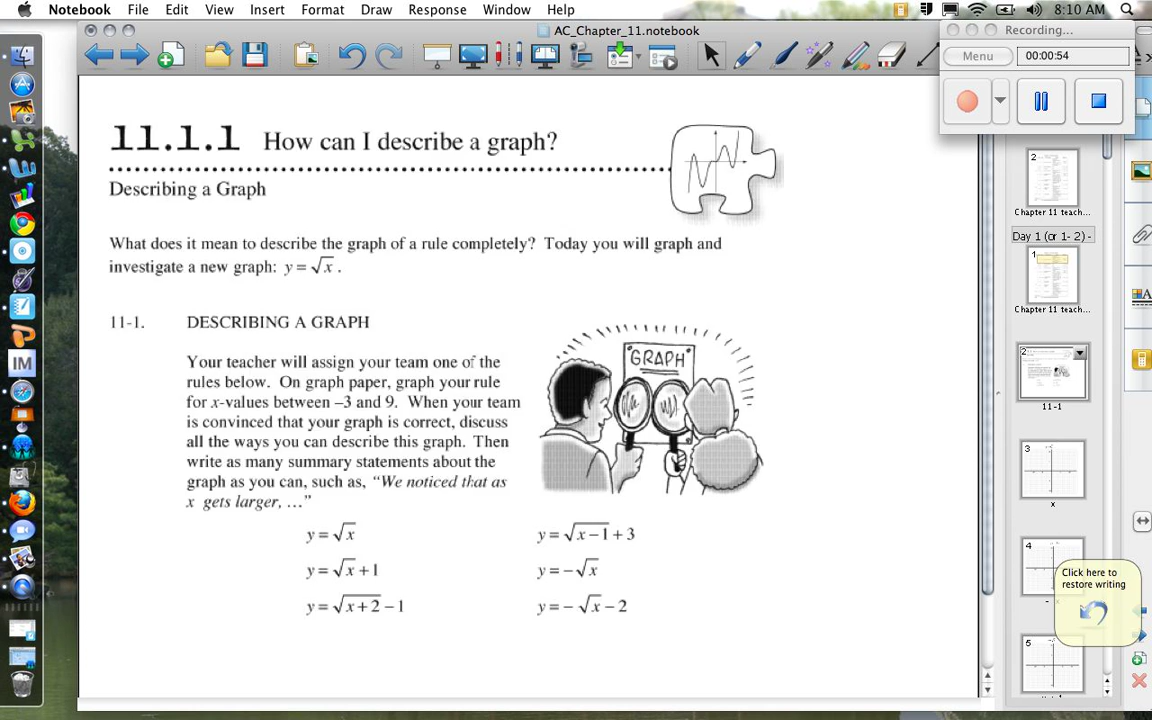 Notebook File Edit View Insert Format Draw Response Window Help
8:10 AM
AC_Chapter_11.notebook
Recording...
Menu
00:00:54
11.1.1 How can I describe a graph?
Describing a Graph
What does it mean to describe the graph of a rule completely? Today you will graph and
investigate a new graph: y = √x .
11-1. DESCRIBING A GRAPH
Your teacher will assign your team one of the
rules below. On graph paper, graph your rule
for x-values between –3 and 9. When your team
is convinced that your graph is correct, discuss
all the ways you can describe this graph. Then
write as many summary statements about the
graph as you can, such as, “We noticed that as
x gets larger, …”
GRAPH
y = √x
y = √x + 1
y = √(x+2) – 1
y = √(x–1) + 3
y = –√x
y = – √x – 2
2
Chapter 11 teach...
Day 1 (or 1- 2) -
1
Chapter 11 teach...
2
11-1
3
x
4
- x
5
Click here to
restore writing
IM